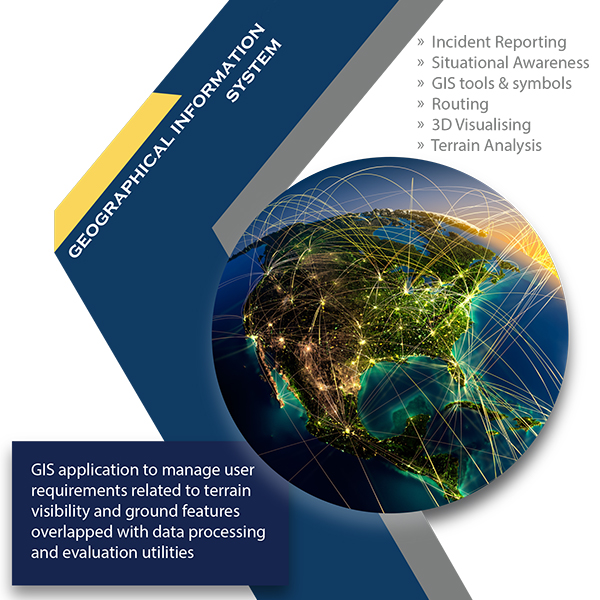 GEOGRAPHICAL INFORMATION
SYSTEM
» Incident Reporting
» Situational Awareness
» GIS tools & symbols
» Routing
» 3D Visualising
» Terrain Analysis
GIS application to manage user
requirements related to terrain
visibility and ground features
overlapped with data processing
and evaluation utilities